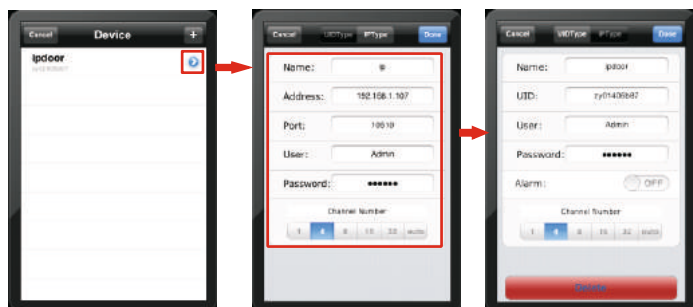 Cancel Device +
ipdoor
Cancel UIDType IPType Done
Name: ip
Address: 192.168.1.107
Port:
User: Admin
Password: ●●●●●●
Channel Number
1 4 8 16 32 auto
Cancel UIDType IPType Done
Name: ipdoor
UID:
User: Admin
Password: ●●●●●●
Alarm: OFF
Channel Number
1 4 8 16 32 auto
Delete